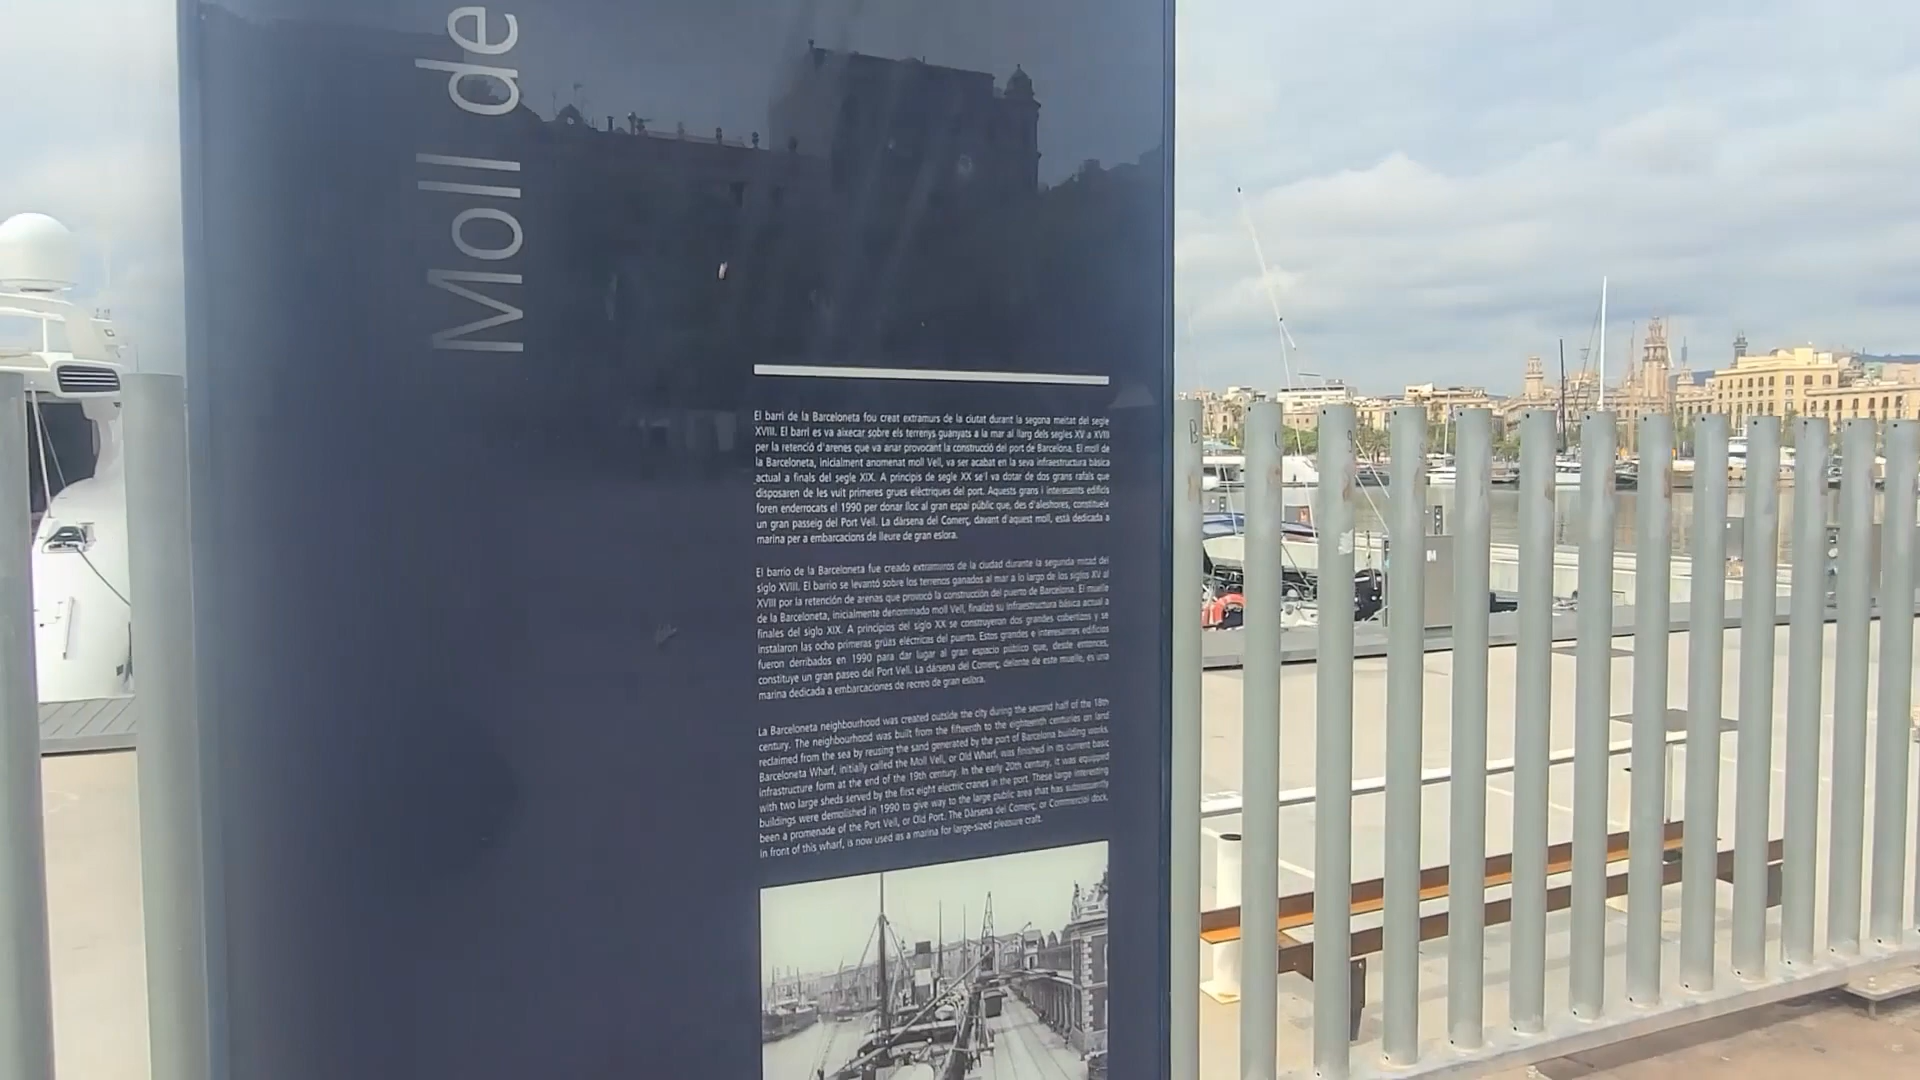 Moll de
El barri de la Barceloneta fou creat extramurs de la ciutat durant la segona meitat del segle
XVIII. El barri es va aixecar sobre els terrenys guanyats a la mar al llarg dels segles XV a XVIII
per la retenció d'arenes que va anar provocant la construcció del port de Barcelona. El moll de
la Barceloneta, inicialment anomenat moll Vell, va ser acabat en la seva infraestructura bàsica
actual a finals del segle XIX. A principis de segle XX se'l va dotar de dos grans rafals que
disposaren de les vuit primeres grues elèctriques del port. Aquests grans i interesants edificis
foren enderrocats el 1990 per donar lloc al gran espai públic que, des d'aleshores, constitueix
un gran passeig del Port Vell. La dàrsena del Comerç, davant d'aquest moll, està dedicada a
marina per a embarcacions de lleure de gran eslora.
El barrio de la Barceloneta fue creado extramuros de la ciudad durante la segunda mitad del
siglo XVIII. El barrio se levantó sobre los terrenos ganados al mar a lo largo de los siglos XV al
XVIII por la retención de arenas que provocó la construcción del puerto de Barcelona. El muelle
de la Barceloneta, inicialmente denominado moll Vell, finalizó su infraestructura básica actual a
finales del siglo XIX. A principios del siglo XX se construyeron dos grandes cobertizos y se
instalaron las ocho primeras grúas eléctricas del puerto. Estos grandes e interesantes edificios
fueron derribados en 1990 para dar lugar al gran espacio público que, desde entonces,
constituye un gran paseo del Port Vell. La dársena del Comerç, delante de este muelle, es una
marina dedicada a embarcaciones de recreo de gran eslora.
La Barceloneta neighbourhood was created outside the city during the second half of the 18th
century. The neighbourhood was built from the fifteenth to the eighteenth centuries on land
reclaimed from the sea by reusing the sand generated by the port of Barcelona building works.
Barceloneta Wharf, initially called the Moll Vell, or Old Wharf, was finished in its current basic
infrastructure form at the end of the 19th century. In the early 20th century, it was equipped
with two large sheds served by the first eight electric cranes in the port. These large interesting
buildings were demolished in 1990 to give way to the large public area that has subsequently
been a promenade of the Port Vell, or Old Port. The Dàrsena del Comerç, or Commercial dock,
in front of this wharf, is now used as a marina for large-sized pleasure craft.